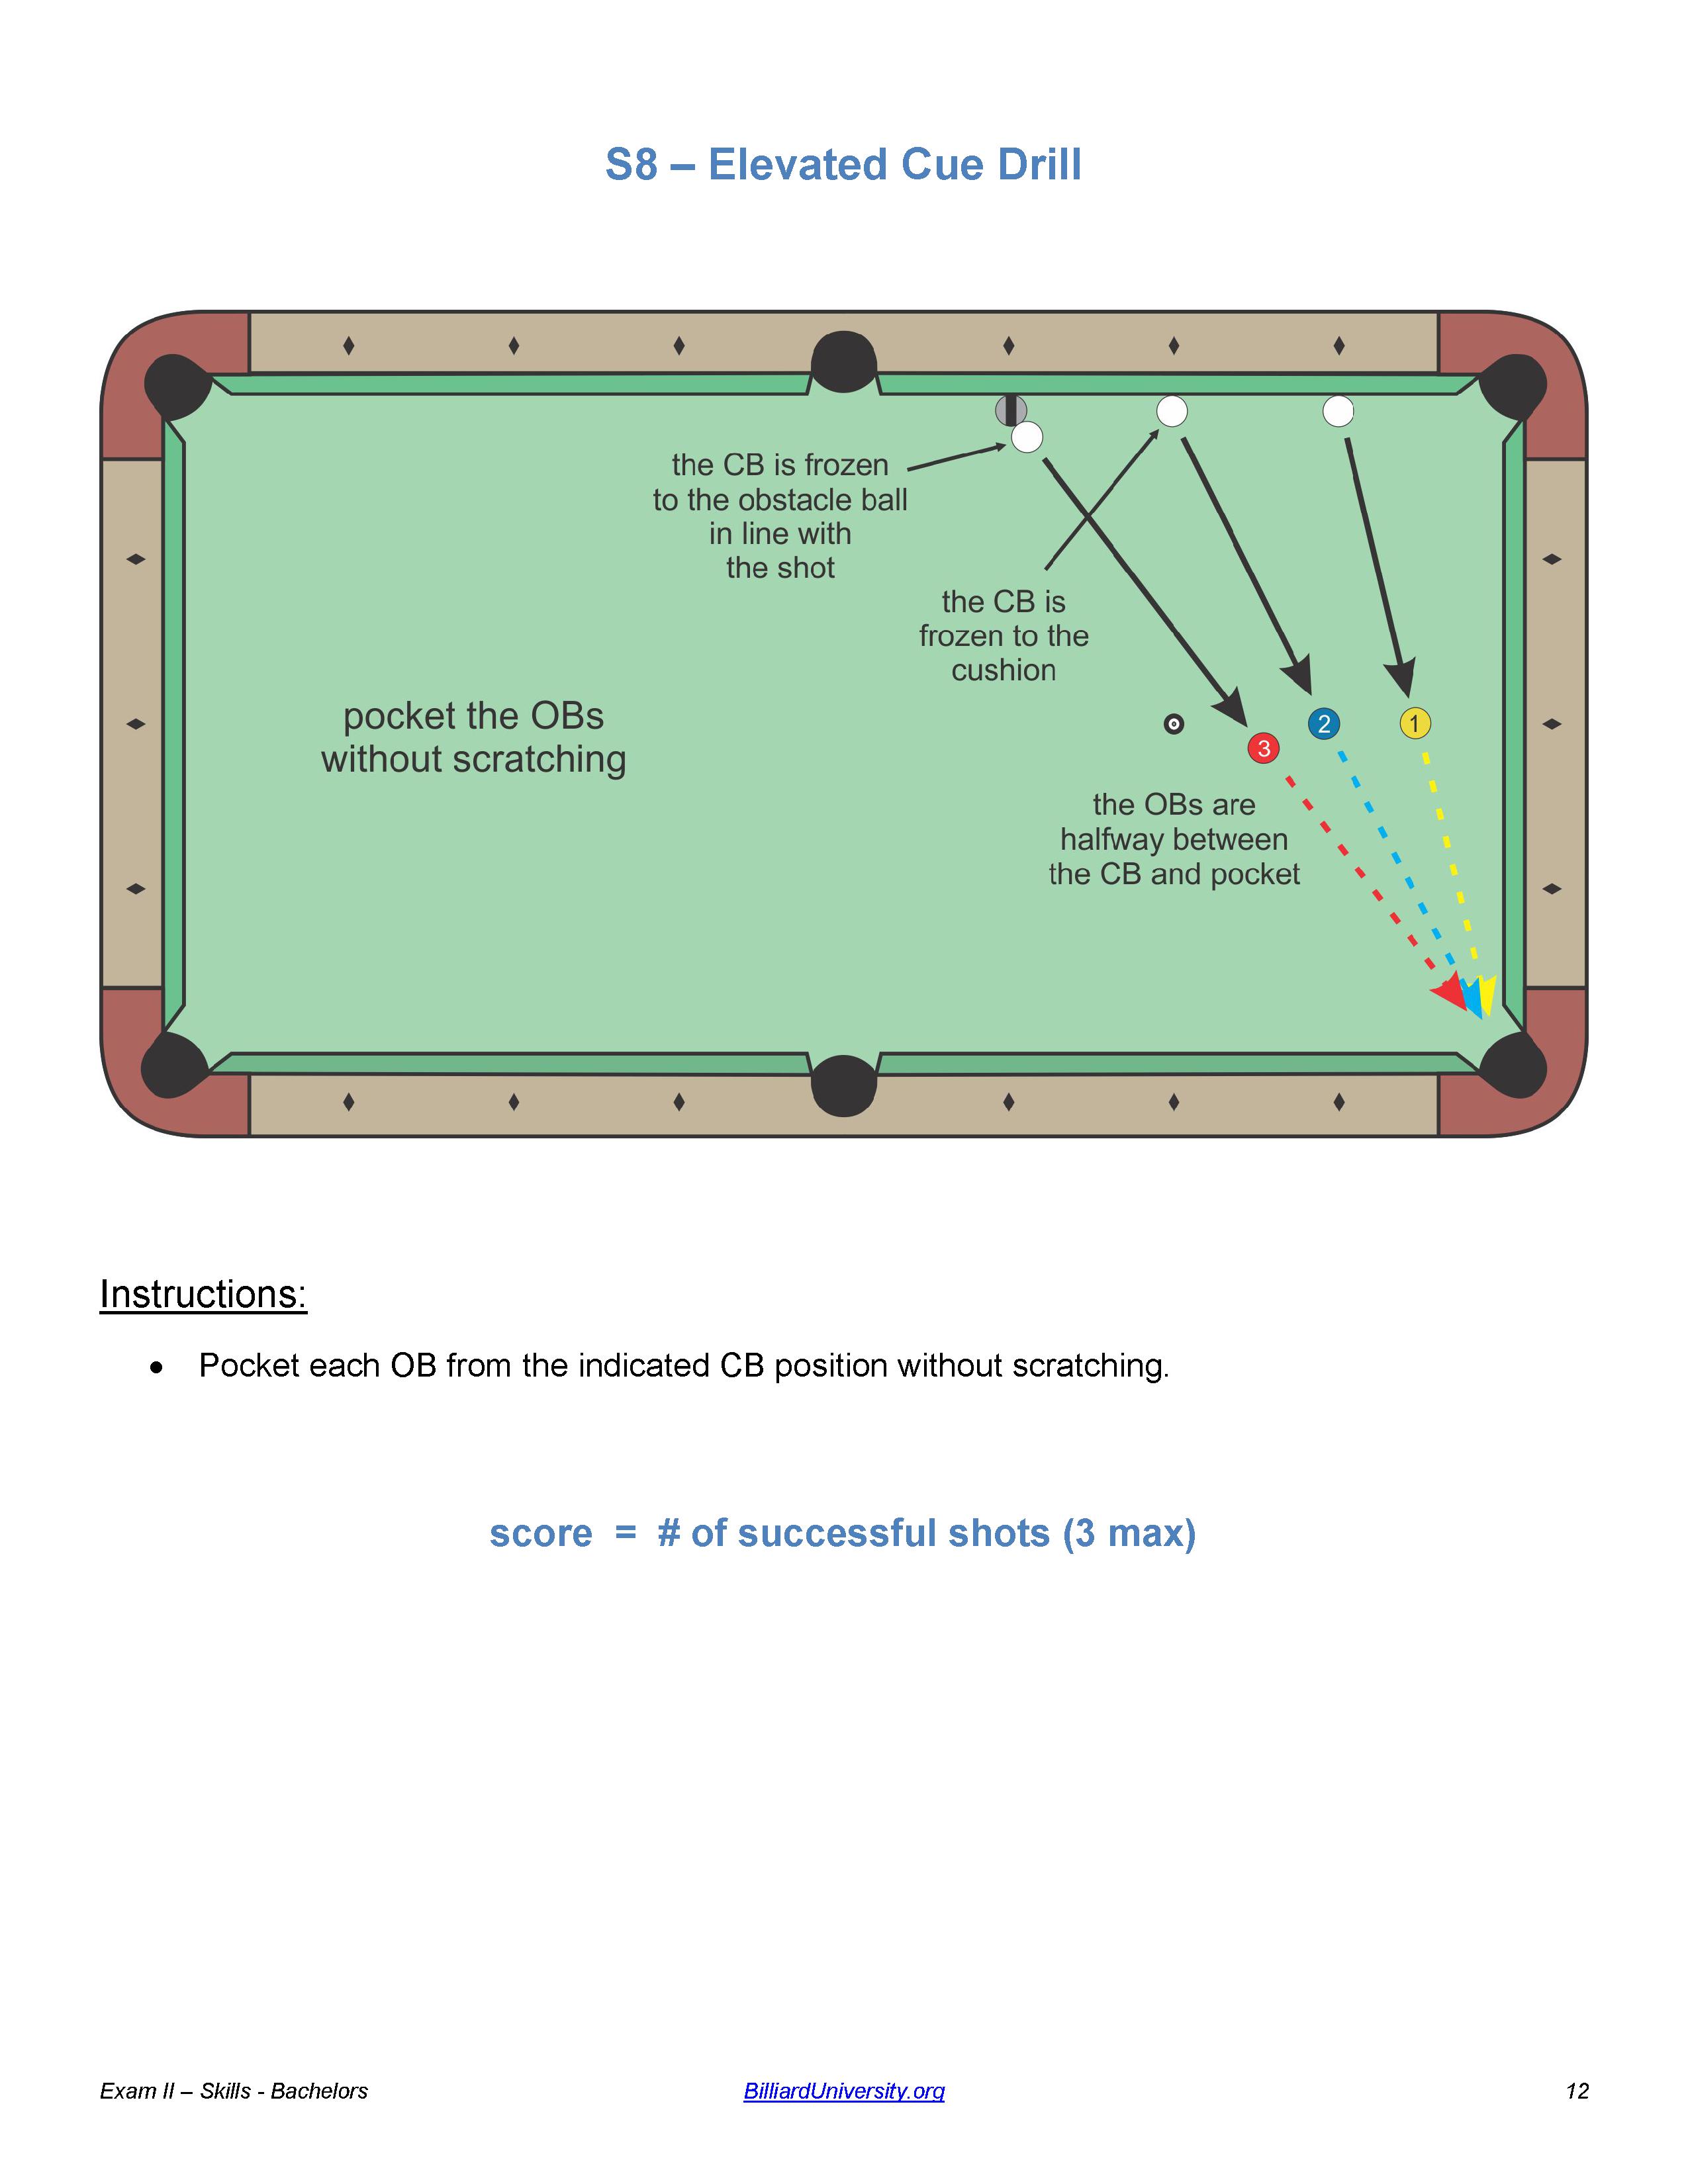 S8 – Elevated Cue Drill
the CB is frozen
to the obstacle ball
in line with
the shot
the CB is
frozen to the
cushion
pocket the OBs
without scratching
3
2
1
the OBs are
halfway between
the CB and pocket
Instructions:
• Pocket each OB from the indicated CB position without scratching.
score = # of successful shots (3 max)
Exam II – Skills - Bachelors
BilliardUniversity.org
12